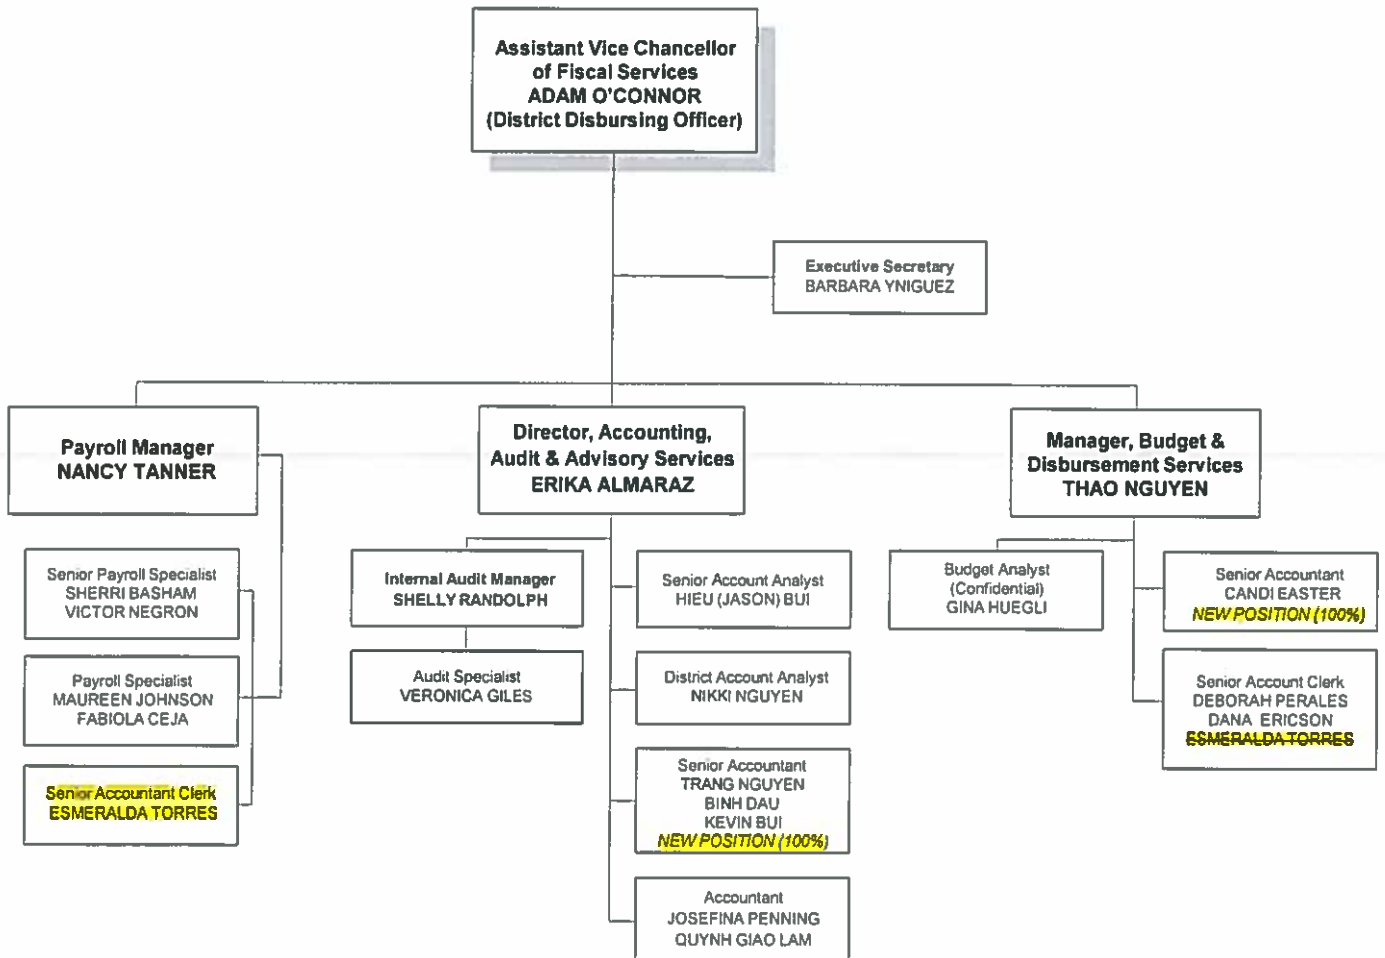 Assistant Vice Chancellor
of Fiscal Services
ADAM O'CONNOR
(District Disbursing Officer)
Executive Secretary
BARBARA YNIGUEZ
Payroll Manager
NANCY TANNER
Director, Accounting,
Audit & Advisory Services
ERIKA ALMARAZ
Manager, Budget &
Disbursement Services
THAO NGUYEN
Senior Payroll Specialist
SHERRI BASHAM
VICTOR NEGRON
Payroll Specialist
MAUREEN JOHNSON
FABIOLA CEJA
Senior Accountant Clerk
ESMERALDA TORRES
Internal Audit Manager
SHELLY RANDOLPH
Audit Specialist
VERONICA GILES
Senior Account Analyst
HIEU (JASON) BUI
District Account Analyst
NIKKI NGUYEN
Senior Accountant
TRANG NGUYEN
BINH DAU
KEVIN BUI
NEW POSITION (100%)
Accountant
JOSEFINA PENNING
QUYNH GIAO LAM
Budget Analyst
(Confidential)
GINA HUEGLI
Senior Accountant
CANDI EASTER
NEW POSITION (100%)
Senior Account Clerk
DEBORAH PERALES
DANA ERICSON
ESMERALDA TORRES